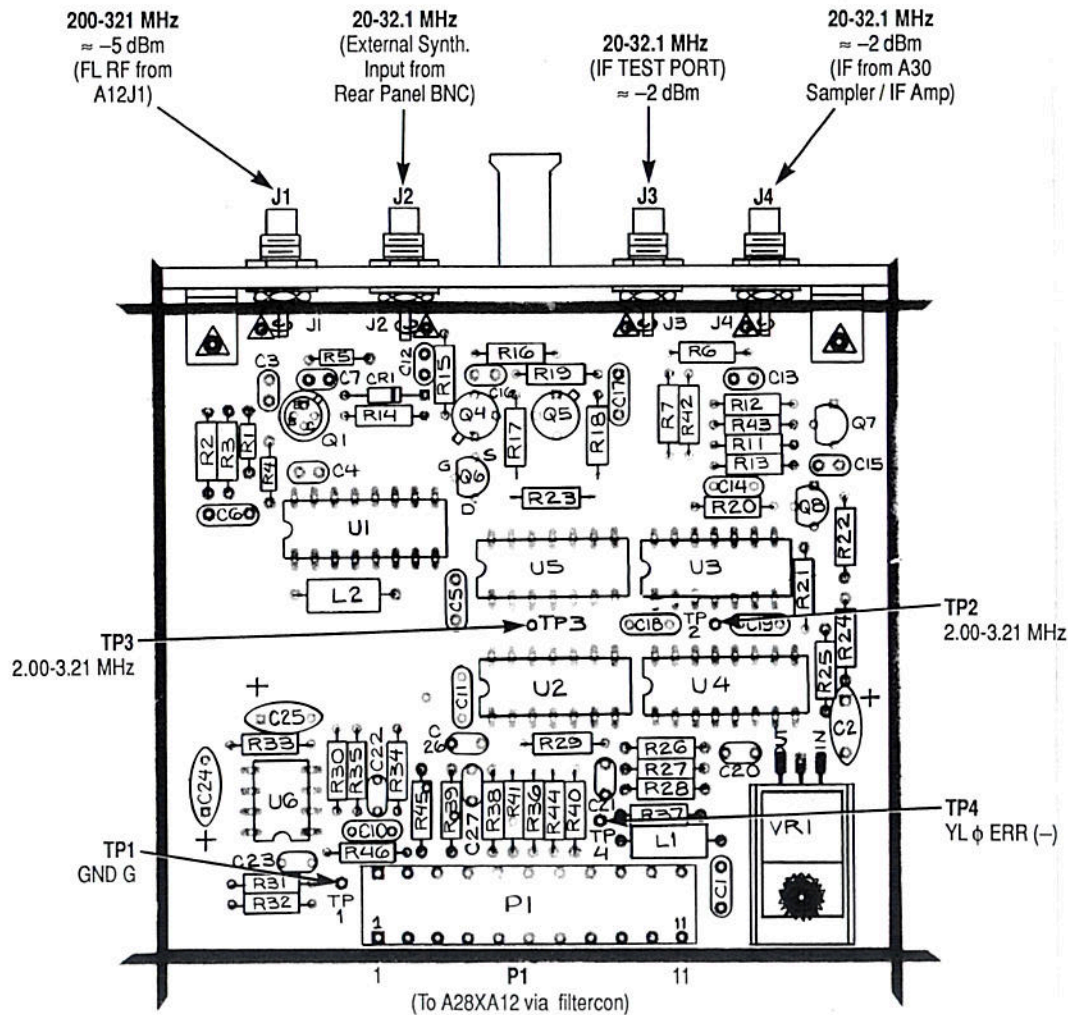 200-321 MHz
≈ –5 dBm
(FL RF from
A12J1)
20-32.1 MHz
(External Synth.
Input from
Rear Panel BNC)
20-32.1 MHz
(IF TEST PORT)
≈ –2 dBm
20-32.1 MHz
≈ –2 dBm
(IF from A30
Sampler / IF Amp)
J1
J2
J3
J4
J1
J2
J3
J4
C3
R5
C7
CR1
R14
C12
R15
R16
C16
R19
C17
R6
C13
R2
R3
R1
R4
Q1
Q4
R17
Q5
R18
R7
R42
R12
R43
R11
R13
Q7
C15
C4
G
S
Q6
D
C6
R23
C14
R20
Q8
R22
U1
U5
U3
R21
L2
C5
TP3
C18
TP
2
C19
R24
R25
TP3
2.00-3.21 MHz
TP2
2.00-3.21 MHz
C11
U2
U4
C2
+
+
C25
R33
C24
+
U6
R30
R35
C22
R34
C
26
R29
R26
R27
R28
C20
5
2
C10
R46
R45
R39
C27
R38
R41
R36
R44
R40
C21
TP
4
R37
L1
VR1
TP4
YL ϕ ERR (–)
TP1
GND G
C23
R31
R32
TP
1
P1
C1
1
11
1
P1
11
(To A28XA12 via filtercon)